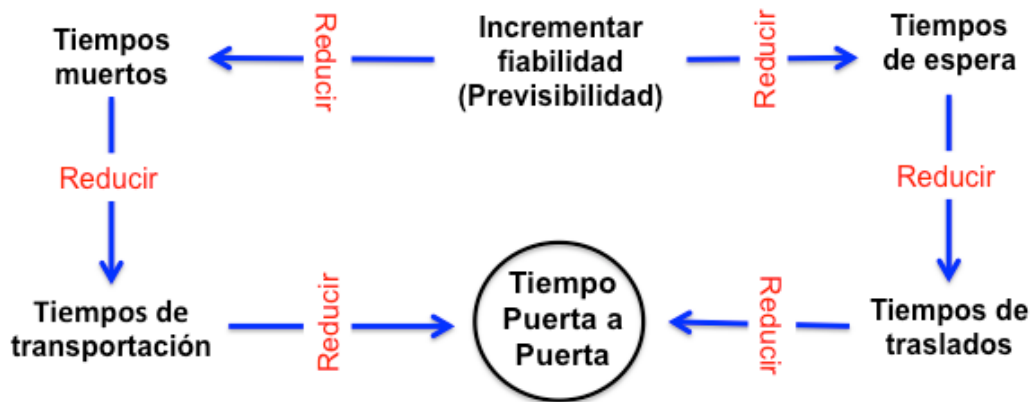 Tiempos
muertos
Reducir
Incrementar
fiabilidad
(Previsibilidad)
Reducir
Tiempos
de espera
Reducir
Reducir
Tiempos de
transportación
Reducir
Tiempo
Puerta a
Puerta
Reducir
Tiempos de
traslados